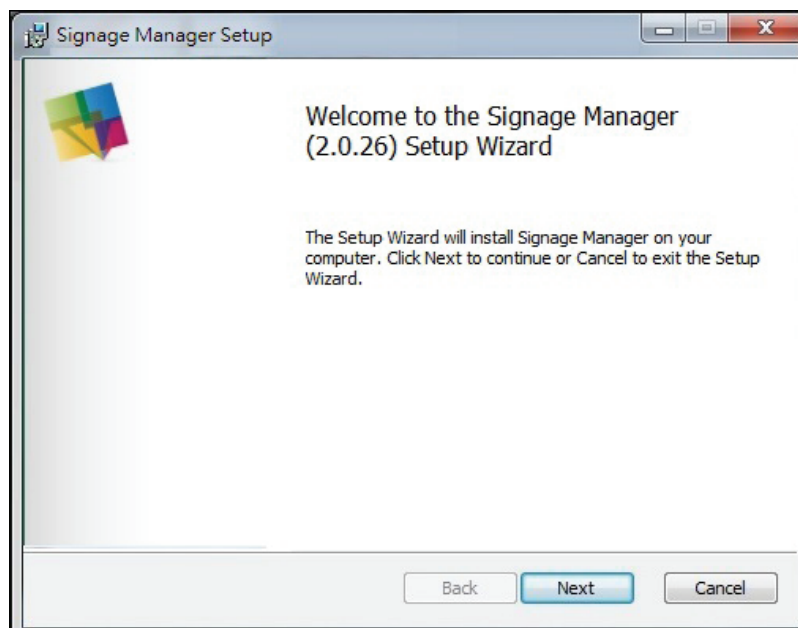 Signage Manager Setup
Welcome to the Signage Manager
(2.0.26) Setup Wizard
The Setup Wizard will install Signage Manager on your
computer. Click Next to continue or Cancel to exit the Setup
Wizard.
Back Next Cancel